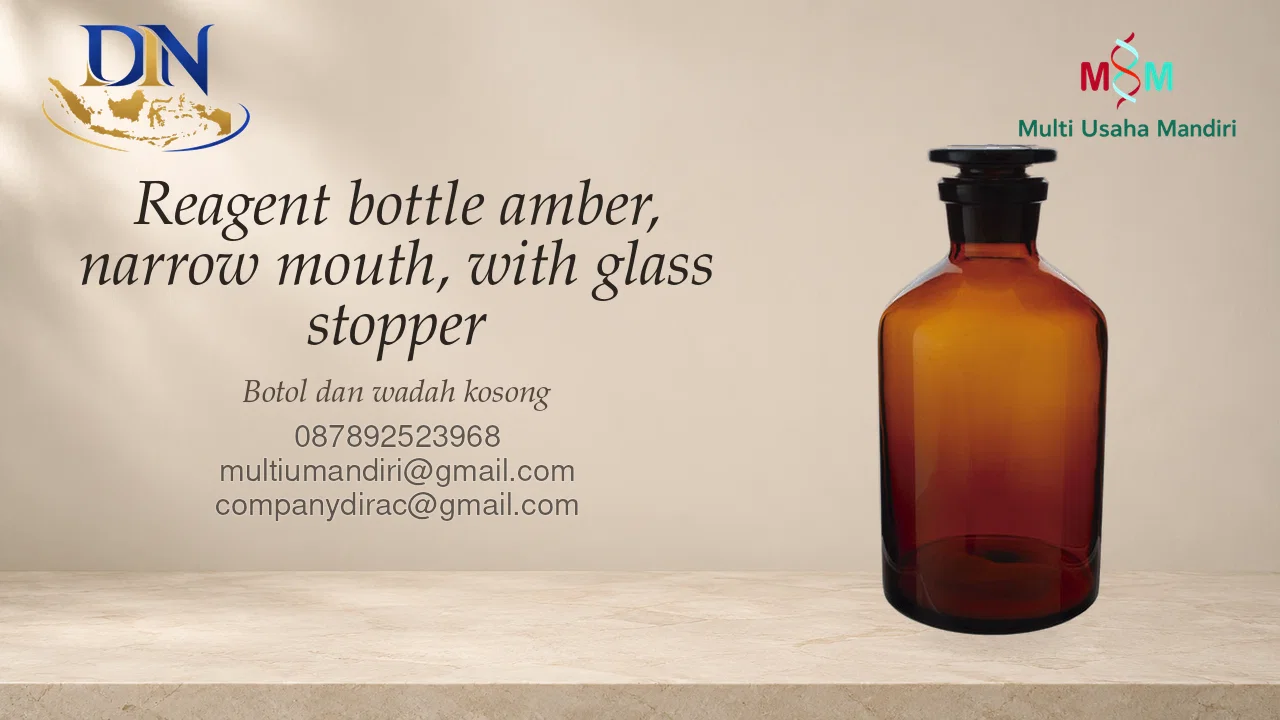 DIN
M M
Multi Usaha Mandiri
Reagent bottle amber,
narrow mouth, with glass
stopper
Botol dan wadah kosong
087892523968
multiumandiri@gmail.com
companydirac@gmail.com